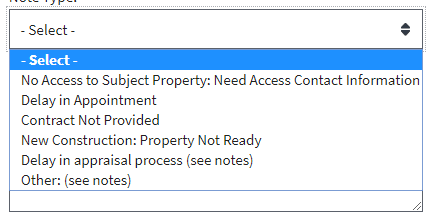 Note Type:
- Select -
- Select -
No Access to Subject Property: Need Access Contact Information
Delay in Appointment
Contract Not Provided
New Construction: Property Not Ready
Delay in appraisal process (see notes)
Other: (see notes)